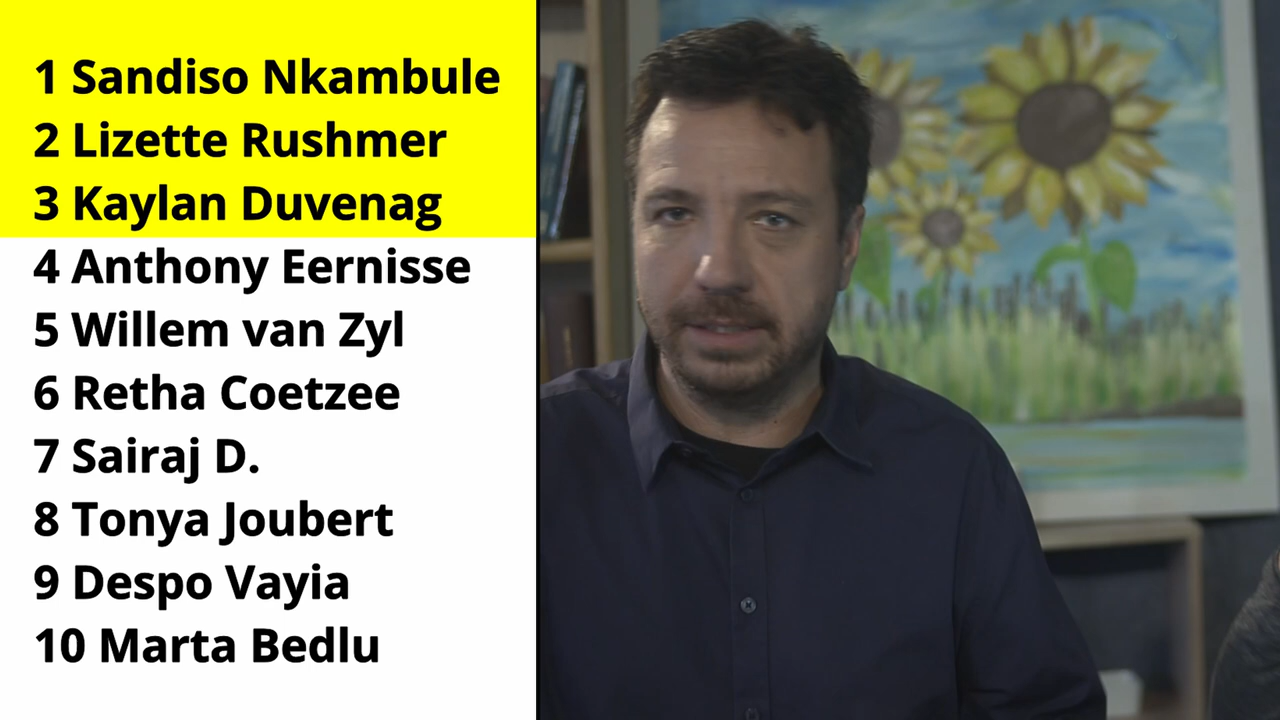 1 Sandiso Nkambule
2 Lizette Rushmer
3 Kaylan Duvenag
4 Anthony Eernisse
5 Willem van Zyl
6 Retha Coetzee
7 Sairaj D.
8 Tonya Joubert
9 Despo Vayia
10 Marta Bedlu